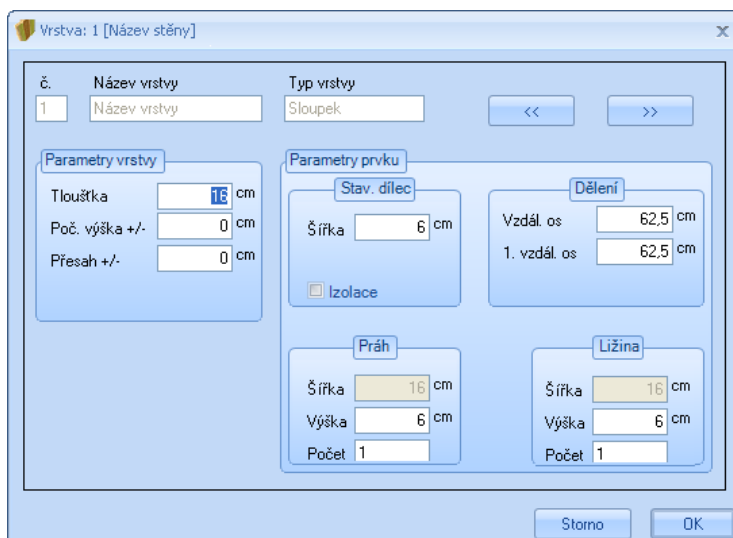 Vrstva: 1 [Název stěny]
x
č. Název vrstvy Typ vrstvy
1 Název vrstvy Sloupek << >>
Parametry vrstvy
Tloušťka 16 cm
Poč. výška +/- 0 cm
Přesah +/- 0 cm
Parametry prvku
Stav. dílec
Šířka 6 cm
Izolace
Dělení
Vzdál. os 62,5 cm
1. vzdál. os 62,5 cm
Práh
Šířka 16 cm
Výška 6 cm
Počet 1
Ližina
Šířka 16 cm
Výška 6 cm
Počet 1
Storno OK